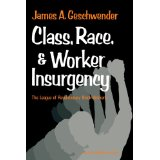 James A. Geschwender
Class, Race,
& Worker
Insurgency
The League of Revolutionary Black Workers